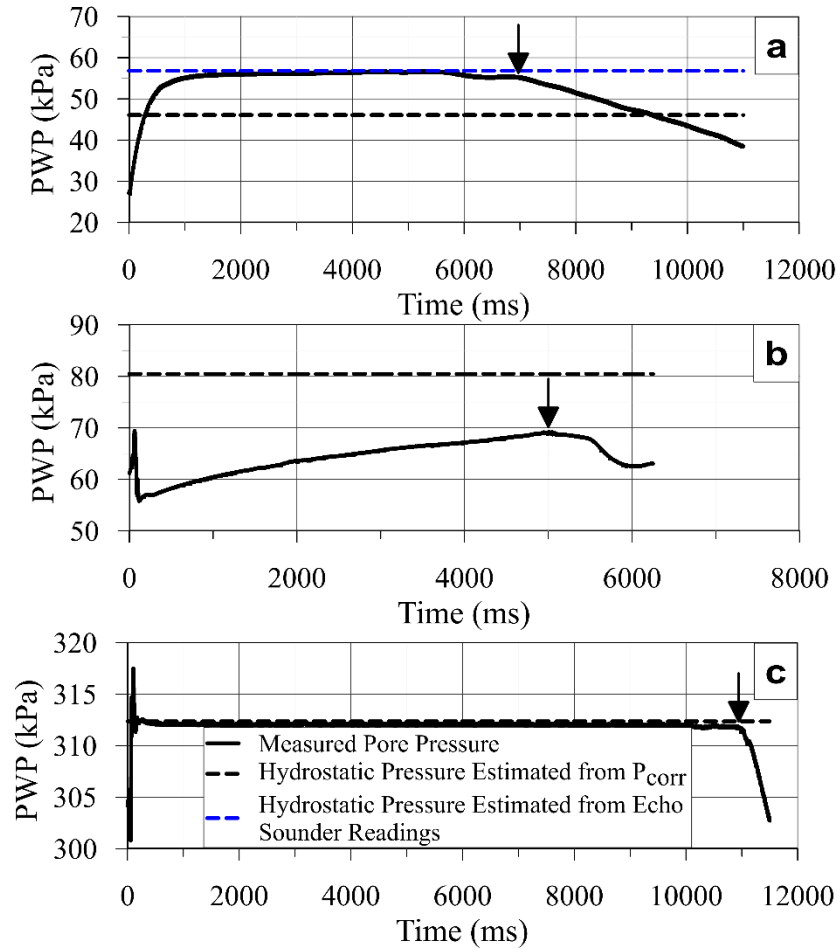 70
60
50
40
30
20
PWP (kPa)
a
0 2000 4000 6000 8000 10000 12000
Time (ms)
90
80
70
60
50
PWP (kPa)
b
0 2000 4000 6000 8000
Time (ms)
320
315
310
305
300
PWP (kPa)
c
Measured Pore Pressure
Hydrostatic Pressure Estimated from Pcorr
Hydrostatic Pressure Estimated from Echo
Sounder Readings
0 2000 4000 6000 8000 10000 12000
Time (ms)